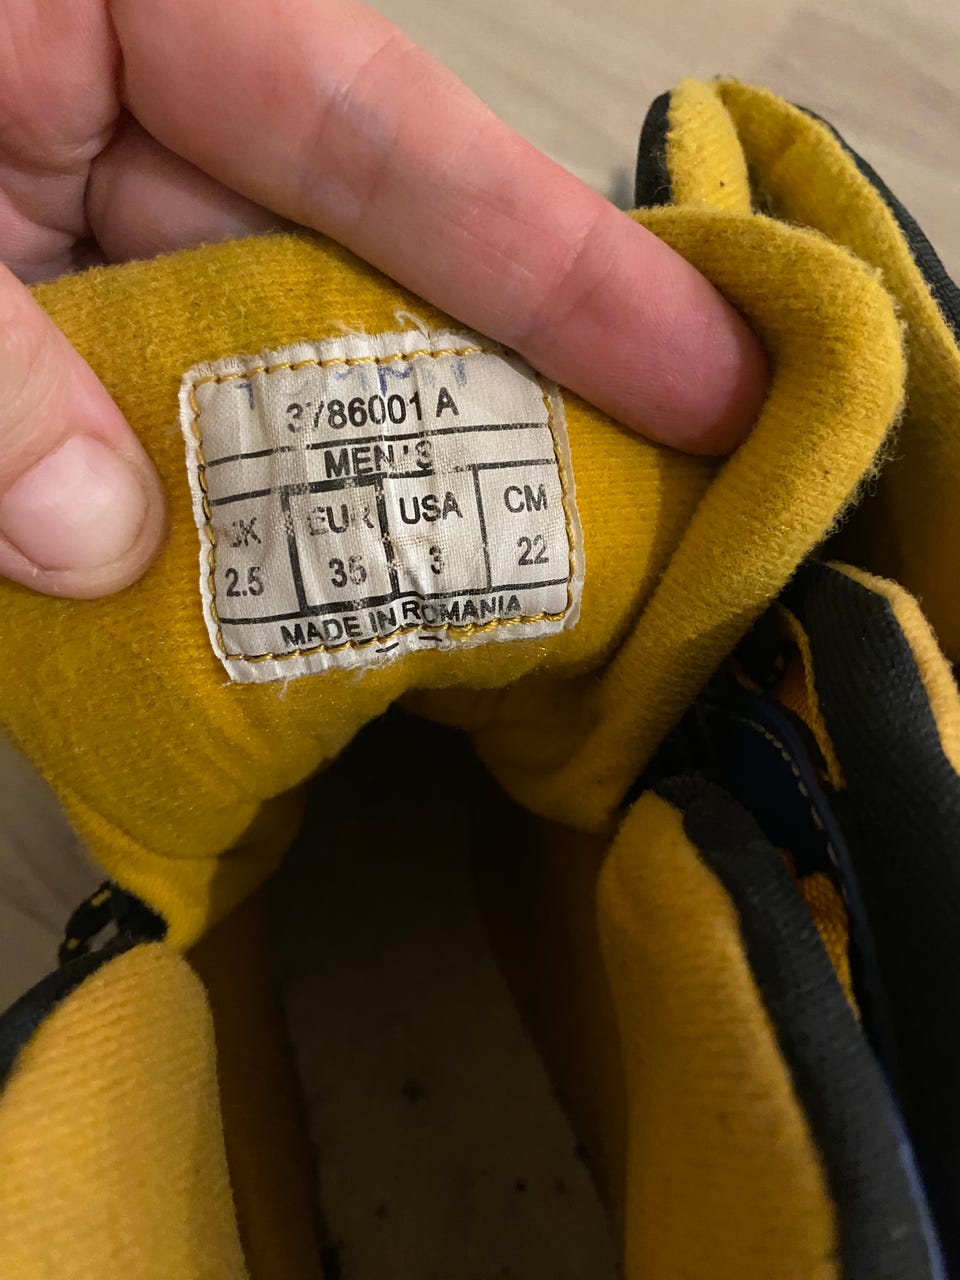 3786001 A
MEN'S
UK EUR USA CM
2.5 35 3 22
MADE IN ROMANIA